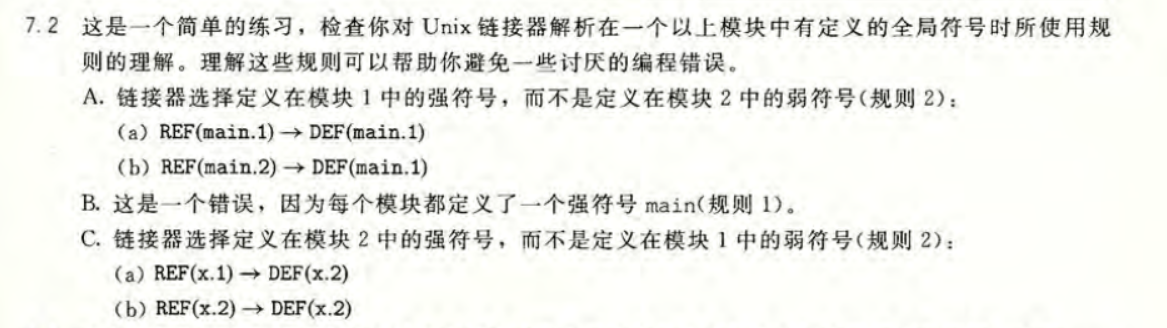 7.2 这是一个简单的练习，检查你对 Unix 链接器解析在一个以上模块中有定义的全局符号时所使用规
则的理解。理解这些规则可以帮助你避免一些讨厌的编程错误。
A. 链接器选择定义在模块 1 中的强符号，而不是定义在模块 2 中的弱符号(规则 2)：
(a) REF(main.1) → DEF(main.1)
(b) REF(main.2) → DEF(main.1)
B. 这是一个错误，因为每个模块都定义了一个强符号 main(规则 1)。
C. 链接器选择定义在模块 2 中的强符号，而不是定义在模块 1 中的弱符号(规则 2)：
(a) REF(x.1) → DEF(x.2)
(b) REF(x.2) → DEF(x.2)